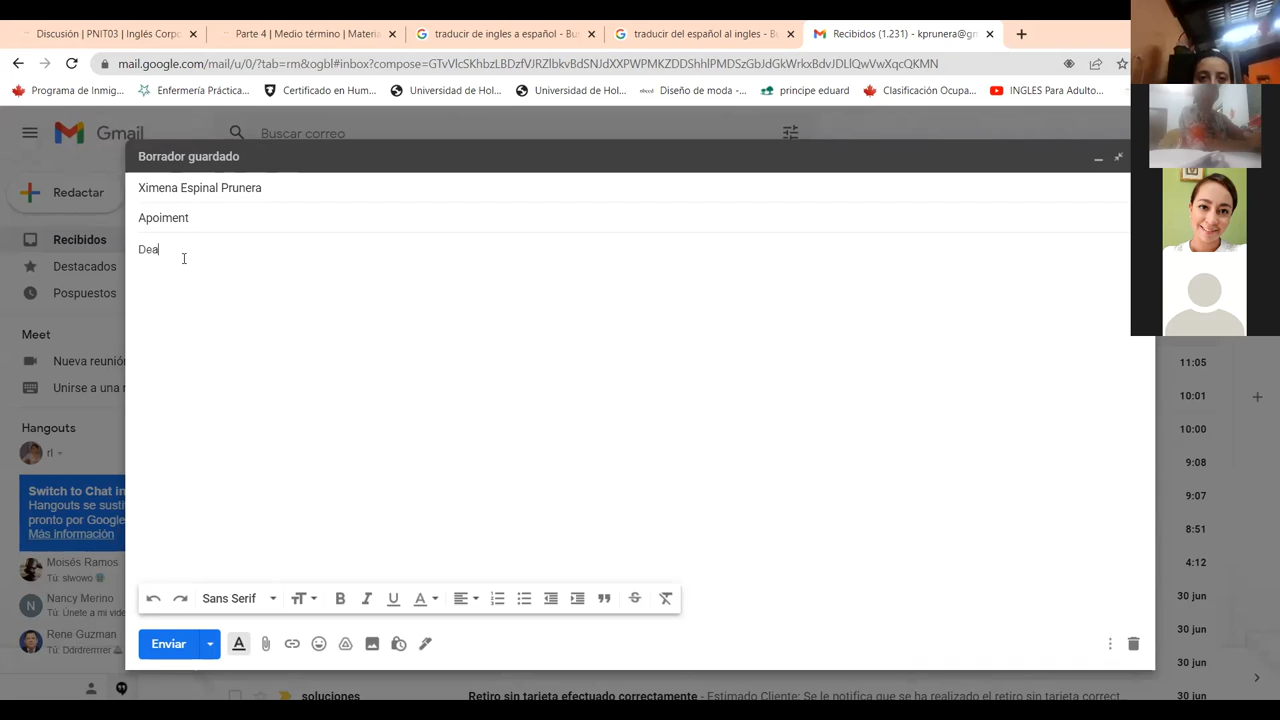 Discusión | PNIT03 | Inglés Corpo
Parte 4 | Medio término | Materia
traducir de ingles a español - Bus
traducir del español al ingles - Bu
Recibidos (1.231) - kprunera@gm
mail.google.com/mail/u/0/?tab=rm&ogbl#inbox?compose=GTvVlcSKhbzLBDzfVJRZlbkvBdSNJdXXPWPMKZDDShhlPMDSzGbJdGkWrkxBdvJDLlQwVwXqcQKMN
Programa de Inmig...
Enfermería Práctica...
Certificado en Hum...
Universidad de Hol...
Universidad de Hol...
Diseño de moda -...
principe eduard
Clasificación Ocupa...
INGLES Para Adulto...
Gmail
Buscar correo
Borrador guardado
Redactar
Ximena Espinal Prunera
Apoiment
Dea
Recibidos
Destacados
Pospuestos
Meet
Nueva reunión
Unirse a una r
Hangouts
rl
Switch to Chat in
Hangouts se susti
pronto por Google
Más información
Moisés Ramos
Tú: slwowo
Nancy Merino
Tú: Únete a mi vide
Rene Guzman
Tú: Ddrdrerrrer
11:05
10:01
10:00
9:08
9:07
8:51
4:12
30 jun
30 jun
30 jun
30 jun
Sans Serif
Enviar
soluciones
Retiro sin tarjeta efectuado correctamente - Estimado Cliente: Se le notifica que se ha realizado el retiro sin tarjeta correct